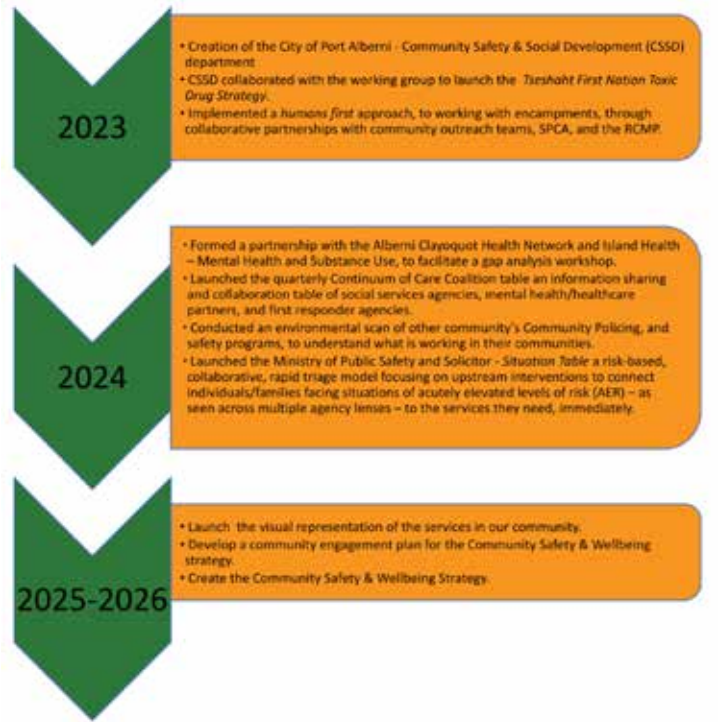 2023
• Creation of the City of Port Alberni - Community Safety & Social Development (CSSD)
department
• CSSD collaborated with the working group to launch the Tseshaht First Nation Toxic
Drug Strategy.
• Implemented a humans first approach, to working with encampments, through
collaborative partnerships with community outreach teams, SPCA, and the RCMP.
2024
• Formed a partnership with the Alberni Clayoquot Health Network and Island Health
– Mental Health and Substance Use, to facilitate a gap analysis workshop.
• Launched the quarterly Continuum of Care Coalition table an information sharing
and collaboration table of social services agencies, mental health/healthcare
partners, and first responder agencies.
• Conducted an environmental scan of other community's Community Policing, and
safety programs, to understand what is working in their communities.
• Launched the Ministry of Public Safety and Solicitor - Situation Table a risk-based,
collaborative, rapid triage model focusing on upstream interventions to connect
individuals/families facing situations of acutely elevated levels of risk (AER) – as
seen across multiple agency lenses – to the services they need, immediately.
2025-2026
• Launch the visual representation of the services in our community.
• Develop a community engagement plan for the Community Safety & Wellbeing
strategy.
• Create the Community Safety & Wellbeing Strategy.